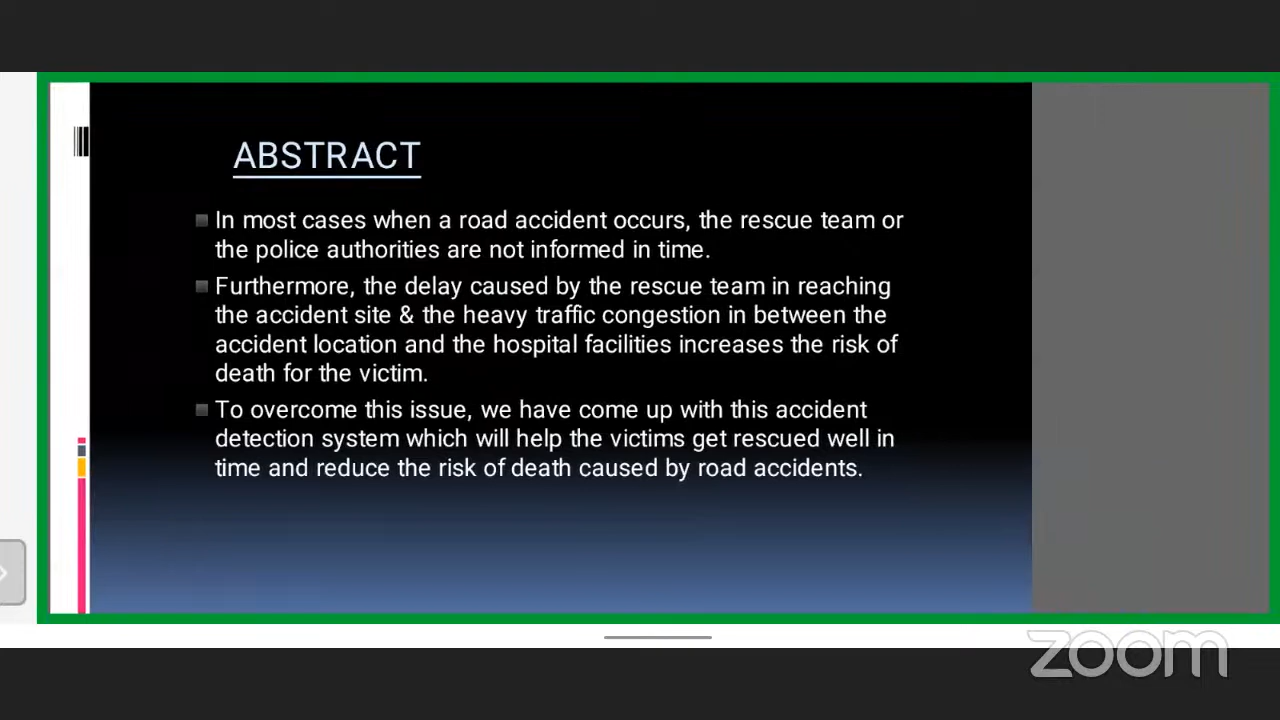 ABSTRACT
In most cases when a road accident occurs, the rescue team or
the police authorities are not informed in time.
Furthermore, the delay caused by the rescue team in reaching
the accident site & the heavy traffic congestion in between the
accident location and the hospital facilities increases the risk of
death for the victim.
To overcome this issue, we have come up with this accident
detection system which will help the victims get rescued well in
time and reduce the risk of death caused by road accidents.
zoom